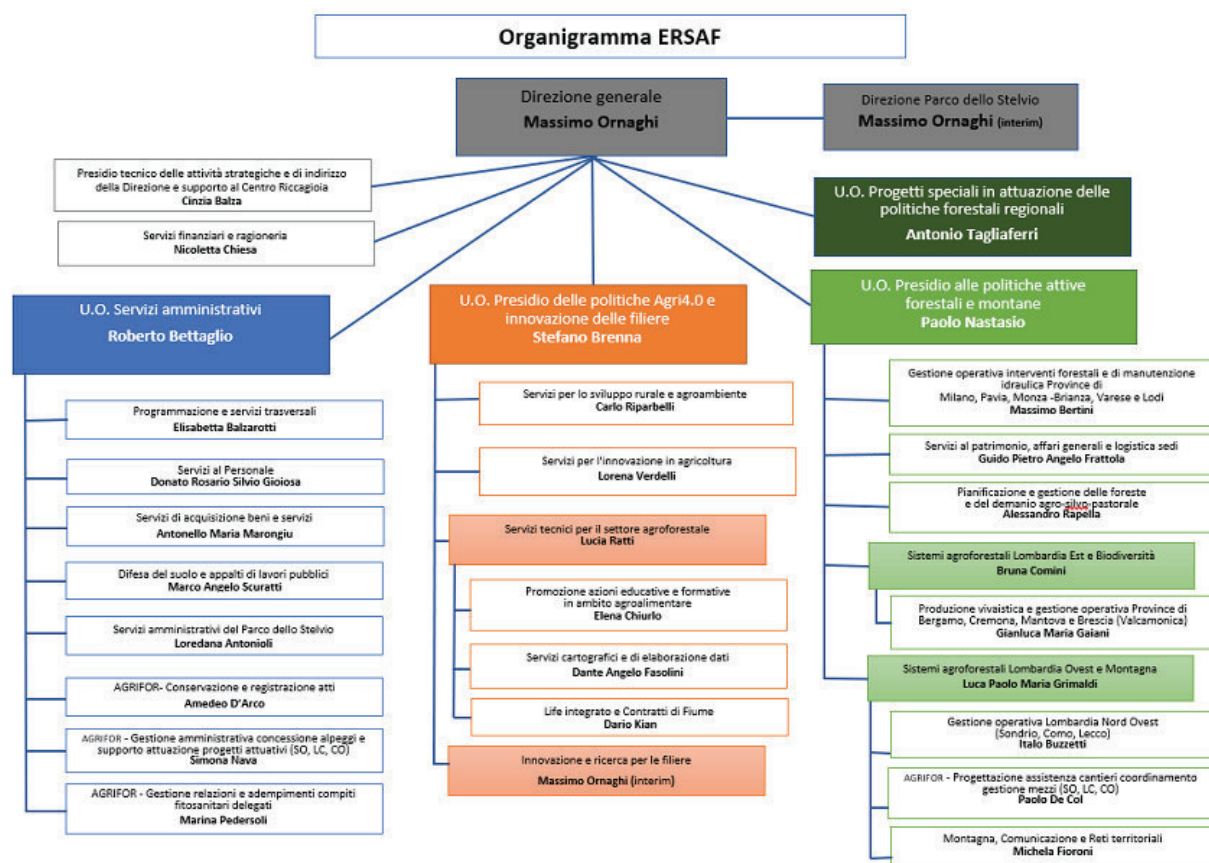 Organigramma ERSAF
Direzione generale
Massimo Ornaghi
Direzione Parco dello Stelvio
Massimo Ornaghi (interim)
Presidio tecnico delle attività strategiche e di indirizzo
della Direzione e supporto al Centro Riccagioia
Cinzia Balza
Servizi finanziari e ragioneria
Nicoletta Chiesa
U.O. Progetti speciali in attuazione delle
politiche forestali regionali
Antonio Tagliaferri
U.O. Servizi amministrativi
Roberto Bettaglio
Programmazione e servizi trasversali
Elisabetta Balzarotti
Servizi al Personale
Donato Rosario Silvio Gioiosa
Servizi di acquisizione beni e servizi
Antonello Maria Marongiu
Difesa del suolo e appalti di lavori pubblici
Marco Angelo Scuratti
Servizi amministrativi del Parco dello Stelvio
Loredana Antonioli
AGRIFOR- Conservazione e registrazione atti
Amedeo D'Arco
AGRIFOR - Gestione amministrativa concessione alpeggi e
supporto attuazione progetti attuativi (SO, LC, CO)
Simona Nava
AGRIFOR - Gestione relazioni e adempimenti compiti
fitosanitari delegati
Marina Pedersoli
U.O. Presidio delle politiche Agri4.0 e
innovazione delle filiere
Stefano Brenna
Servizi per lo sviluppo rurale e agroambiente
Carlo Riparbelli
Servizi per l'innovazione in agricoltura
Lorena Verdelli
Servizi tecnici per il settore agroforestale
Lucia Ratti
Promozione azioni educative e formative
in ambito agroalimentare
Elena Chiurlo
Servizi cartografici e di elaborazione dati
Dante Angelo Fasolini
Life integrato e Contratti di Fiume
Dario Kian
Innovazione e ricerca per le filiere
Massimo Ornaghi (interim)
U.O. Presidio alle politiche attive
forestali e montane
Paolo Nastasio
Gestione operativa interventi forestali e di manutenzione
idraulica Province di
Milano, Pavia, Monza -Brianza, Varese e Lodi
Massimo Bertini
Servizi al patrimonio, affari generali e logistica sedi
Guido Pietro Angelo Frattola
Pianificazione e gestione delle foreste
e del demanio agro-silvo-pastorale
Alessandro Rapella
Sistemi agroforestali Lombardia Est e Biodiversità
Bruna Comini
Produzione vivaistica e gestione operativa Province di
Bergamo, Cremona, Mantova e Brescia (Valcamonica)
Gianluca Maria Gaiani
Sistemi agroforestali Lombardia Ovest e Montagna
Luca Paolo Maria Grimaldi
Gestione operativa Lombardia Nord Ovest
(Sondrio, Como, Lecco)
Italo Buzzetti
AGRIFOR - Progettazione assistenza cantieri coordinamento
gestione mezzi (SO, LC, CO)
Paolo De Col
Montagna, Comunicazione e Reti territoriali
Michela Fioroni